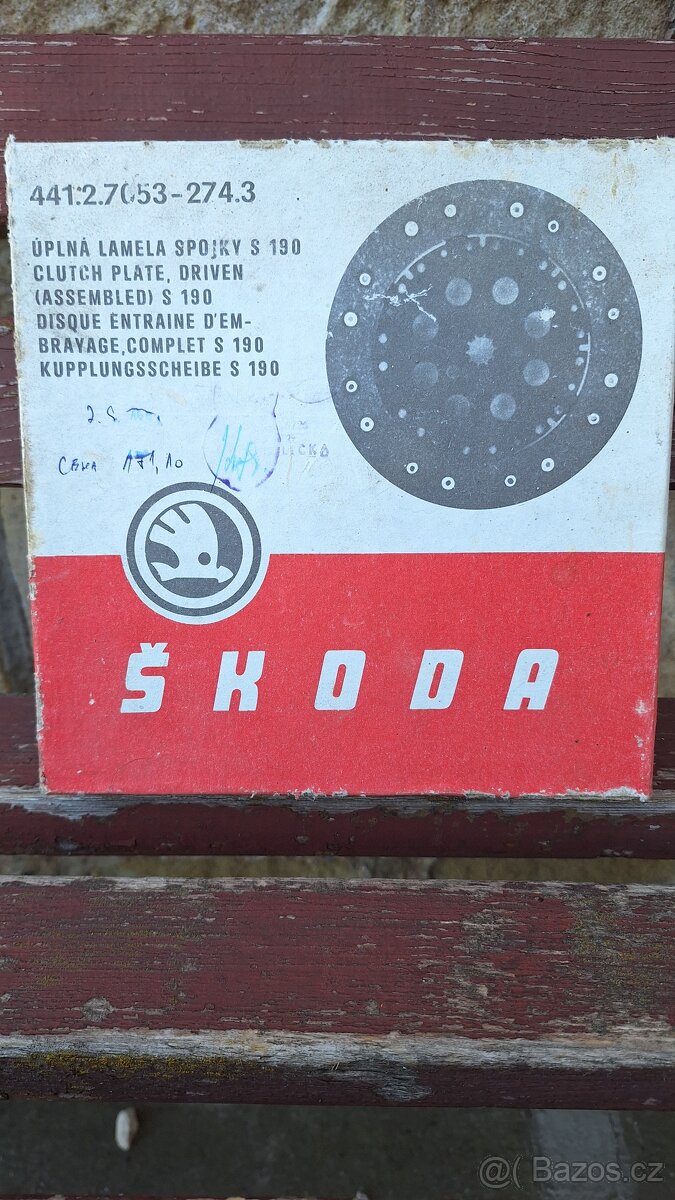 441.2.7053-274.3
ÚPLNÁ LAMELA SPOJKY S 190
CLUTCH PLATE, DRIVEN
(ASSEMBLED) S 190
DISQUE ENTRAINE D'EM-
BRAYAGE, COMPLET S 190
KUPPLUNGSSCHEIBE S 190
CENA
ŠKODA
@( Bazos.cz